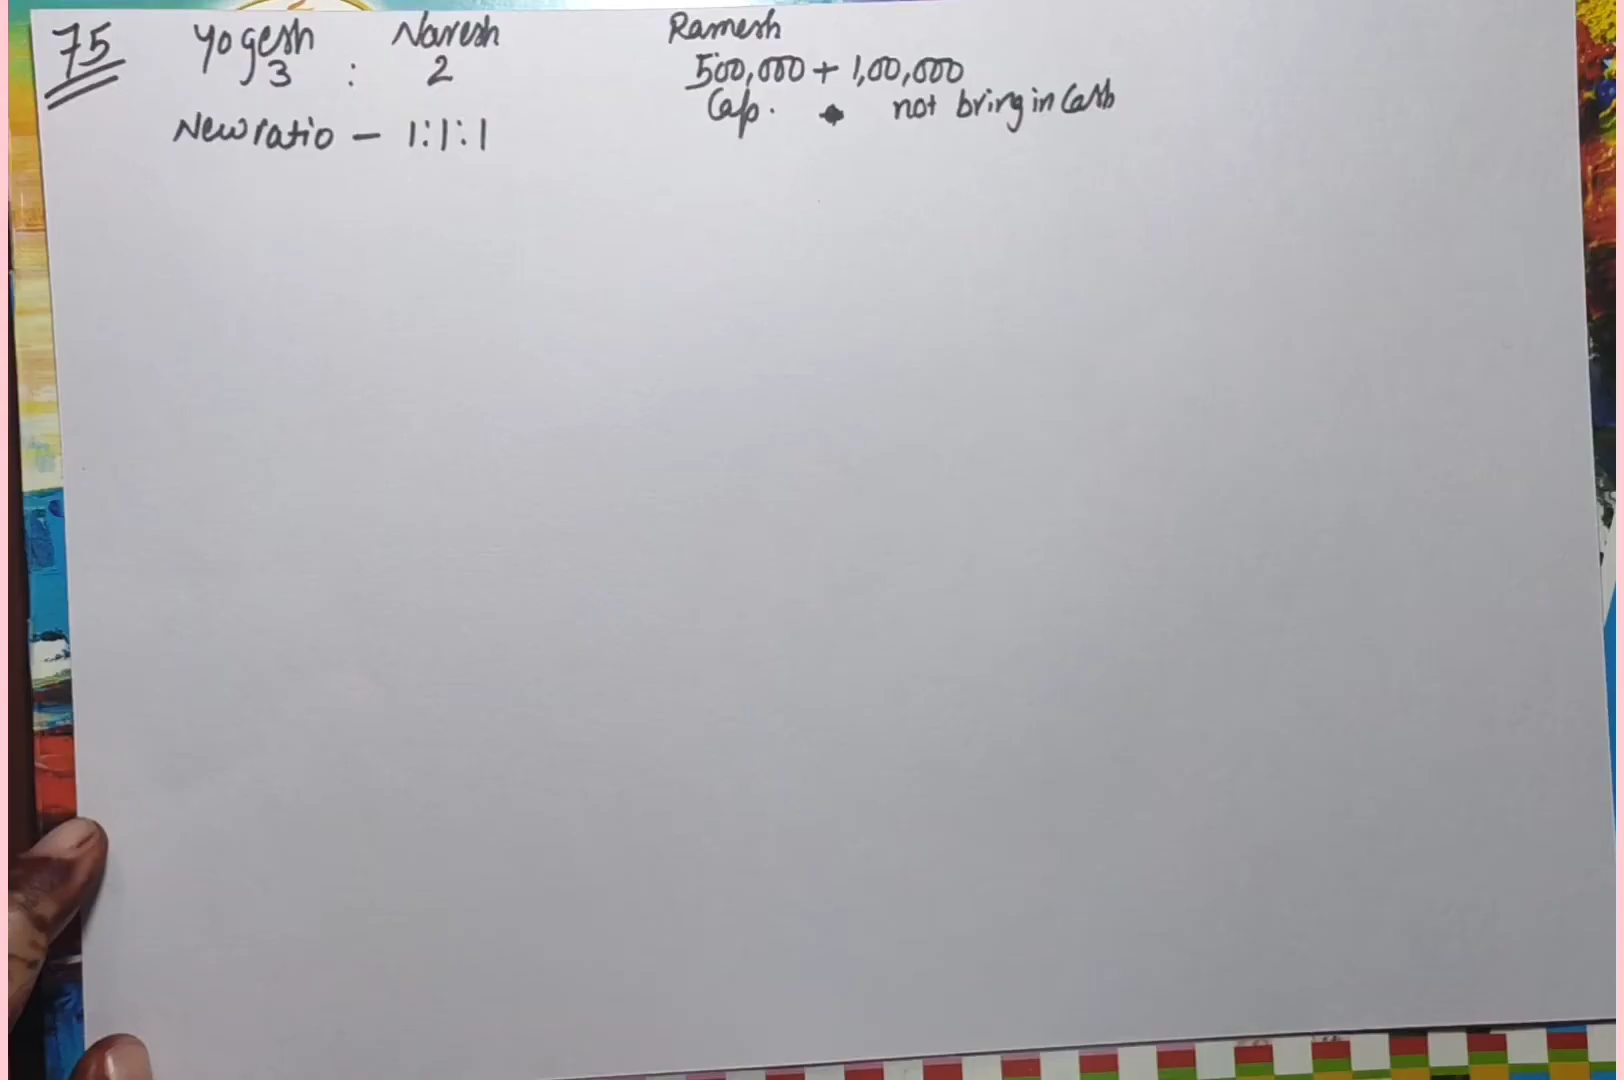 75 Yogesh Naresh Ramesh
3 : 2 500,000 + 1,00,000
Cap. not bring in Cash
New ratio - 1:1:1